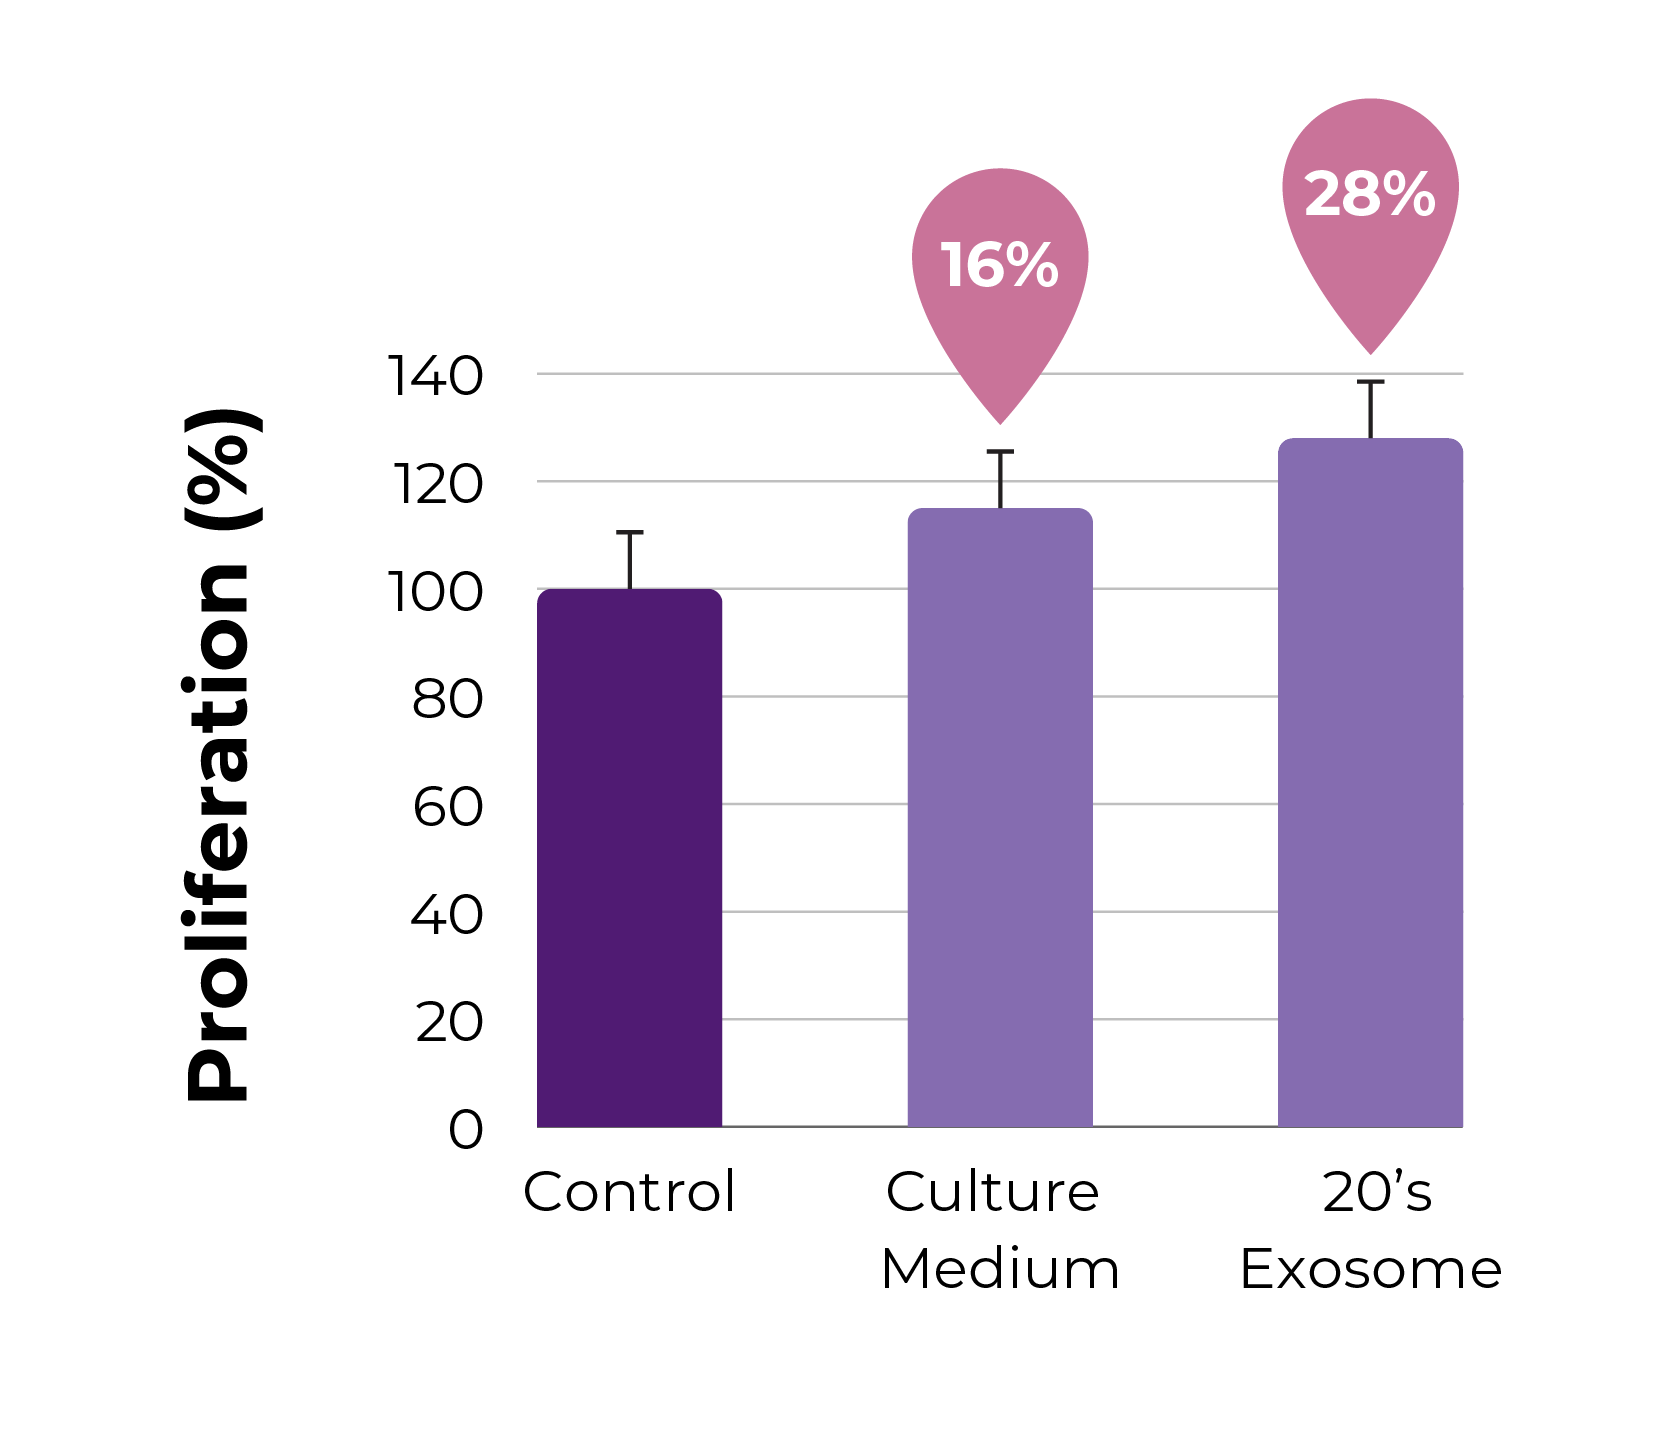 28%
16%
Proliferation (%)
140
120
100
80
60
40
20
0
Control
Culture
Medium
20’s
Exosome